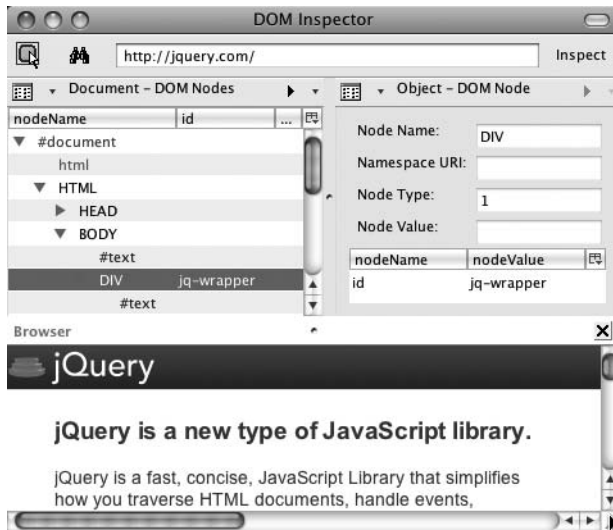 DOM Inspector
http://jquery.com/
Inspect
Document – DOM Nodes
nodeName id ...
#document
html
HTML
HEAD
BODY
#text
DIV jq-wrapper
#text
Object – DOM Node
Node Name: DIV
Namespace URI:
Node Type: 1
Node Value:
nodeName nodeValue
id jq-wrapper
Browser
jQuery
jQuery is a new type of JavaScript library.
jQuery is a fast, concise, JavaScript Library that simplifies
how you traverse HTML documents, handle events,